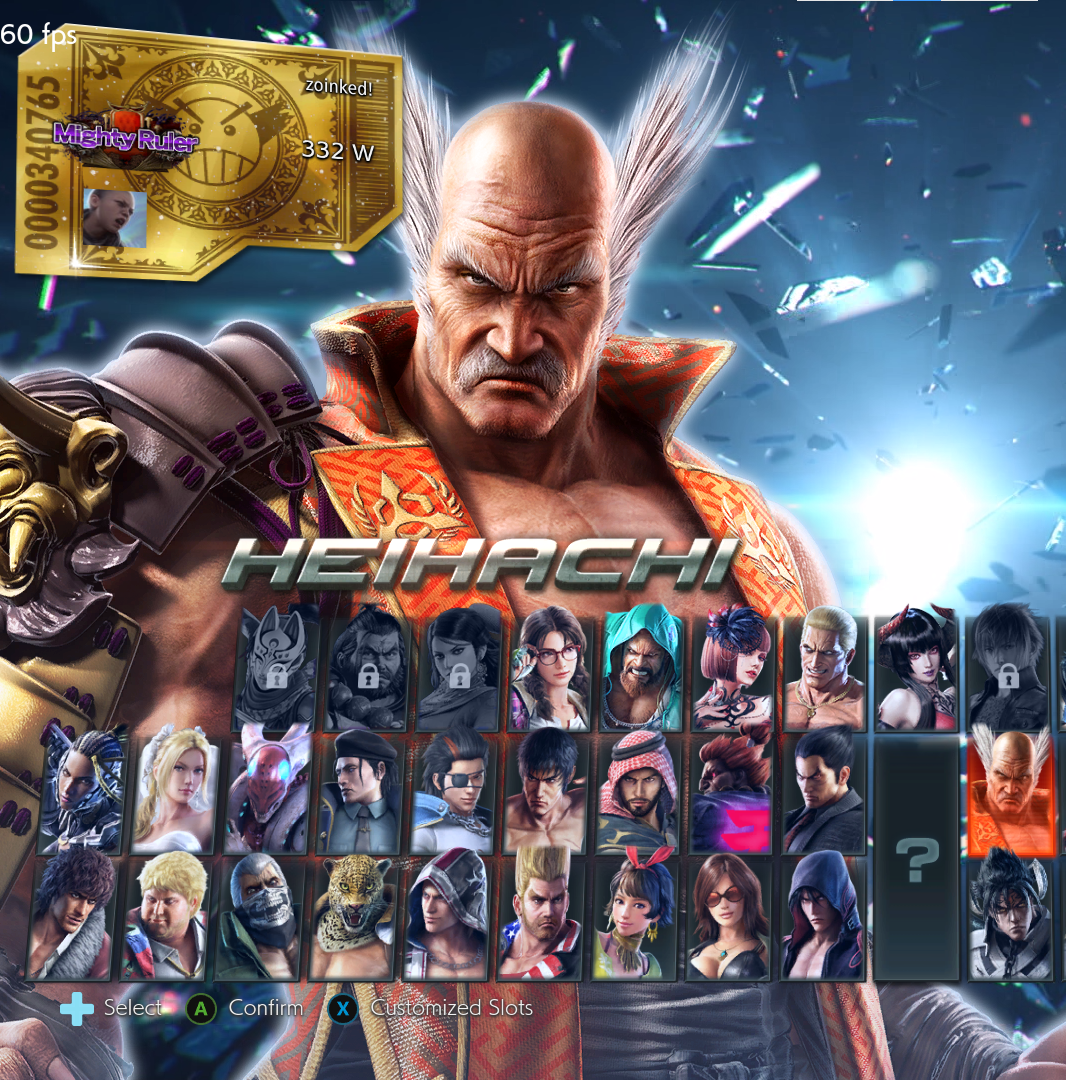 60 fps
zoinked!
Mighty Ruler
332 W
0000340765
HEIHACHI
?
Select A Confirm X Customized Slots